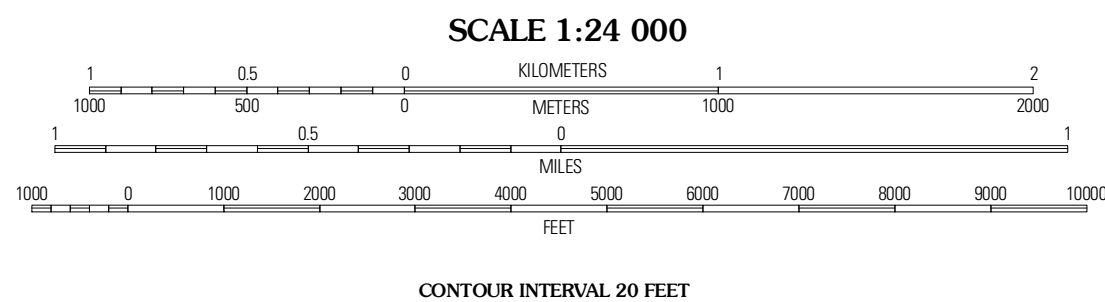 SCALE 1:24 000
KILOMETERS
1 0.5 0 1 2
1000 500 0 1000 2000
METERS
1 0.5 0 1
MILES
1000 0 1000 2000 3000 4000 5000 6000 7000 8000 9000 10000
FEET
CONTOUR INTERVAL 20 FEET